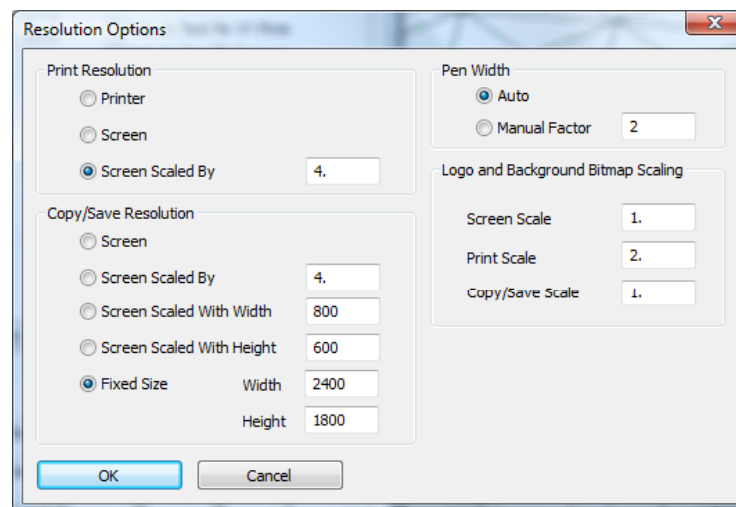 Resolution Options
Print Resolution
Printer
Screen
Screen Scaled By 4.
Copy/Save Resolution
Screen
Screen Scaled By 4.
Screen Scaled With Width 800
Screen Scaled With Height 600
Fixed Size Width 2400
Height 1800
Pen Width
Auto
Manual Factor 2
Logo and Background Bitmap Scaling
Screen Scale 1.
Print Scale 2.
Copy/Save Scale 1.
OK Cancel